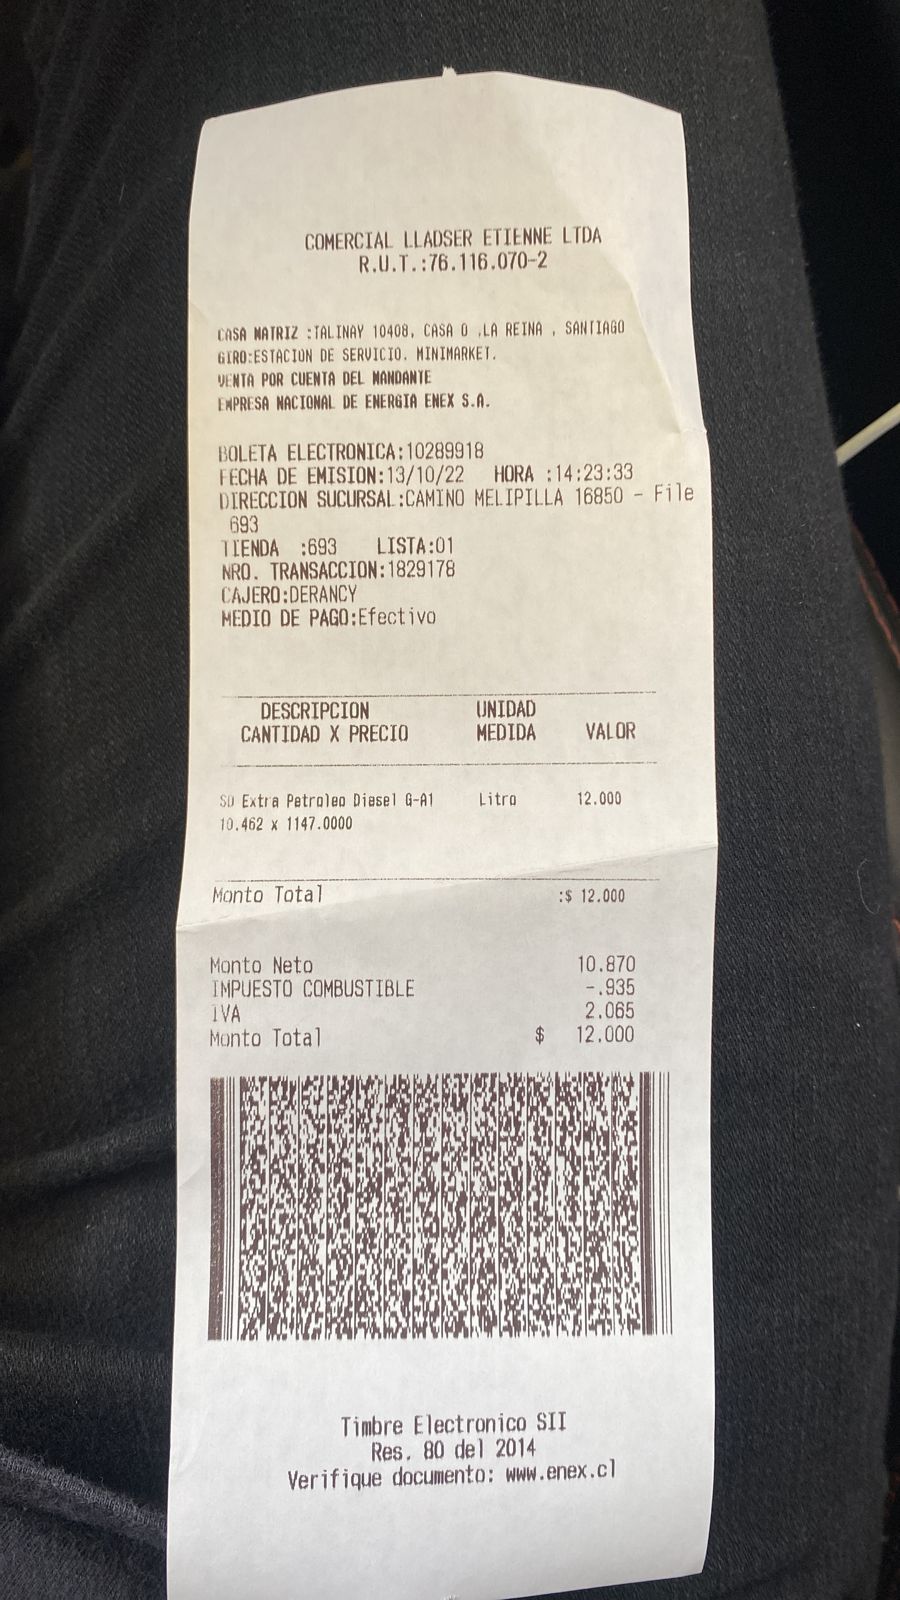 COMERCIAL LLADSER ETIENNE LTDA
R.U.T.:76.116.070-2
CASA MATRIZ :TALINAY 10408, CASA O ,LA REINA , SANTIAGO
GIRO:ESTACION DE SERVICIO. MINIMARKET.
VENTA POR CUENTA DEL MANDANTE
EMPRESA NACIONAL DE ENERGIA ENEX S.A.
BOLETA ELECTRONICA:10289918
FECHA DE EMISION:13/10/22 HORA :14:23:33
DIRECCION SUCURSAL:CAMINO MELIPILLA 16850 - File
693
TIENDA :693 LISTA:01
NRO. TRANSACCION:1829178
CAJERO:DERANCY
MEDIO DE PAGO:Efectivo
DESCRIPCION UNIDAD
CANTIDAD X PRECIO MEDIDA VALOR
SD Extra Petroleo Diesel G-A1 Litro 12.000
10.462 x 1147.0000
Monto Total :$ 12.000
Monto Neto 10.870
IMPUESTO COMBUSTIBLE -.935
IVA 2.065
Monto Total $ 12.000
Timbre Electronico SII
Res. 80 del 2014
Verifique documento: www.enex.cl